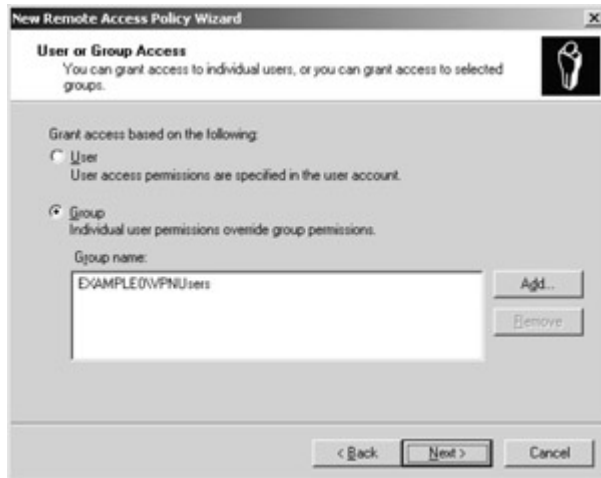 New Remote Access Policy Wizard
User or Group Access
You can grant access to individual users, or you can grant access to selected
groups.
Grant access based on the following:
User
User access permissions are specified in the user account.
Group
Individual user permissions override group permissions.
Group name:
EXAMPLE0\VPNUsers
Add...
Remove
< Back
Next >
Cancel